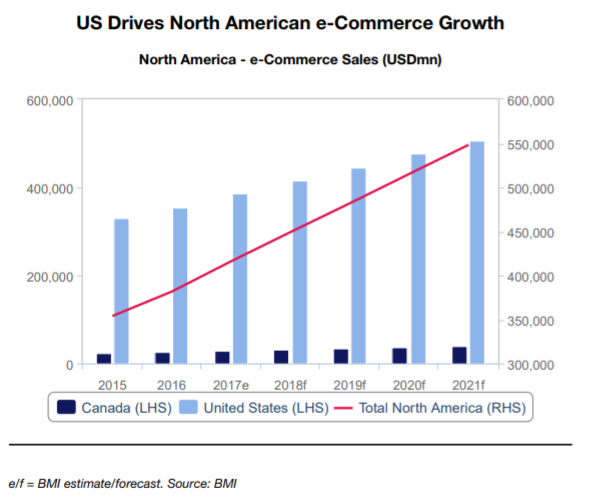 US Drives North American e-Commerce Growth
North America - e-Commerce Sales (USDmn)
600,000
400,000
200,000
0
600,000
550,000
500,000
450,000
400,000
350,000
300,000
2015 2016 2017e 2018f 2019f 2020f 2021f
Canada (LHS) United States (LHS) Total North America (RHS)
e/f = BMI estimate/forecast. Source: BMI